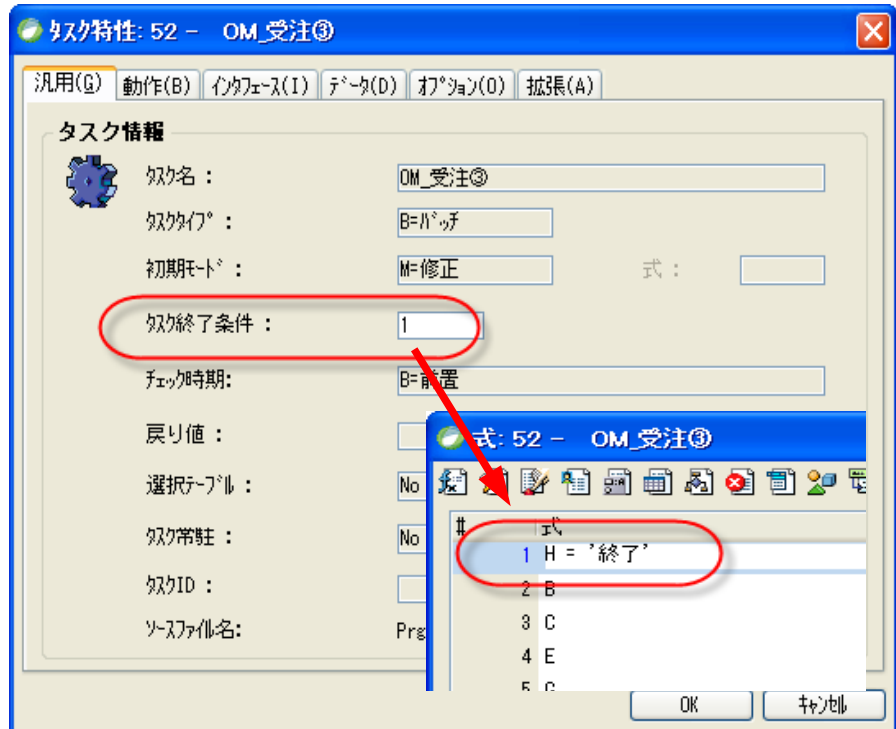 ﾀｽｸ特性: 52 - OM_受注③
汎用(G) 動作(B) ｲﾝﾀﾌｪｰｽ(I) ﾃﾞｰﾀ(D) ｵﾌﾟｼｮﾝ(O) 拡張(A)
タスク情報
ﾀｽｸ名 : OM_受注③
ﾀｽｸﾀｲﾌﾟ : B=ﾊﾞｯﾁ
初期ﾓｰﾄﾞ : M=修正 式 :
ﾀｽｸ終了条件 : 1
ﾁｪｯｸ時期: B=前置
戻り値 :
選択ﾃｰﾌﾞﾙ : No
ﾀｽｸ常駐 : No
ﾀｽｸID :
ｿｰｽﾌｧｲﾙ名: Prg
式: 52 - OM_受注③
# 式
1 H = '終了'
2 B
3 C
4 E
OK ｷｬﾝｾﾙ